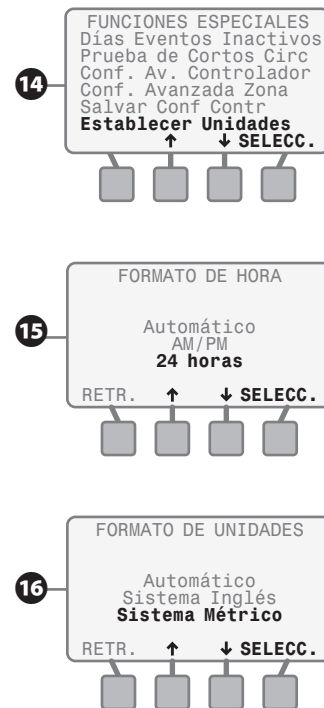 14
FUNCIONES ESPECIALES
Días Eventos Inactivos
Prueba de Cortos Circ
Conf. Av. Controlador
Conf. Avanzada Zona
Salvar Conf Contr
Establecer Unidades
↑ ↓ SELECC.
15
FORMATO DE HORA
Automático
AM/PM
24 horas
RETR. ↑ ↓ SELECC.
16
FORMATO DE UNIDADES
Automático
Sistema Inglés
Sistema Métrico
RETR. ↑ ↓ SELECC.